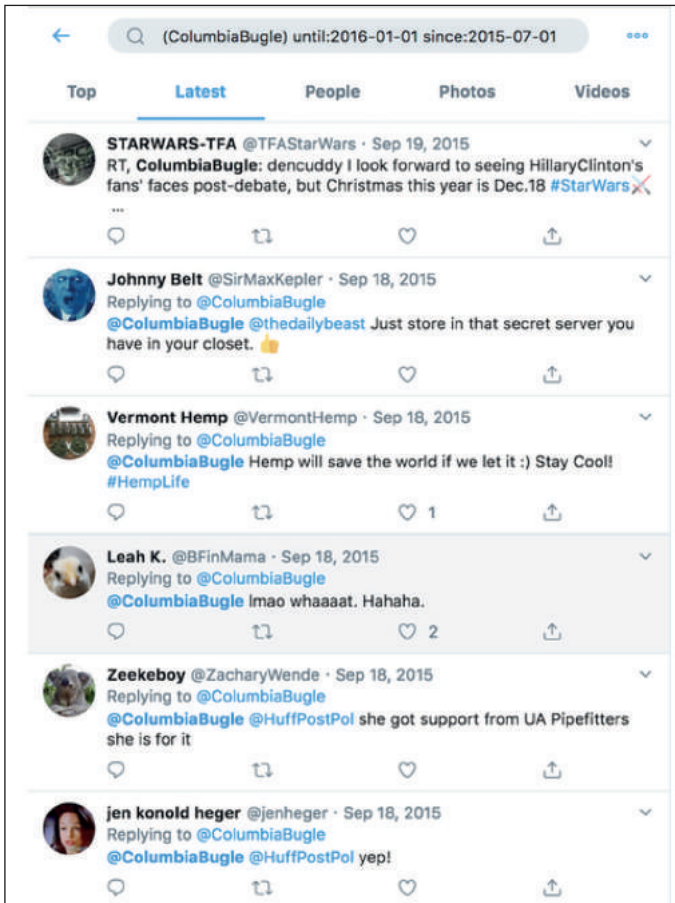 (ColumbiaBugle) until:2016-01-01 since:2015-07-01
Top Latest People Photos Videos
STARWARS-TFA @TFAStarWars · Sep 19, 2015
RT, ColumbiaBugle: dencuddy I look forward to seeing HillaryClinton's
fans' faces post-debate, but Christmas this year is Dec.18 #StarWars⚔️
...
Johnny Belt @SirMaxKepler · Sep 18, 2015
Replying to @ColumbiaBugle
@ColumbiaBugle @thedailybeast Just store in that secret server you
have in your closet. 👍
Vermont Hemp @VermontHemp · Sep 18, 2015
Replying to @ColumbiaBugle
@ColumbiaBugle Hemp will save the world if we let it :) Stay Cool!
#HempLife
1
Leah K. @BFinMama · Sep 18, 2015
Replying to @ColumbiaBugle
@ColumbiaBugle lmao whaaaat. Hahaha.
2
Zeekeboy @ZacharyWende · Sep 18, 2015
Replying to @ColumbiaBugle
@ColumbiaBugle @HuffPostPol she got support from UA Pipefitters
she is for it
jen konold heger @jenheger · Sep 18, 2015
Replying to @ColumbiaBugle
@ColumbiaBugle @HuffPostPol yep!